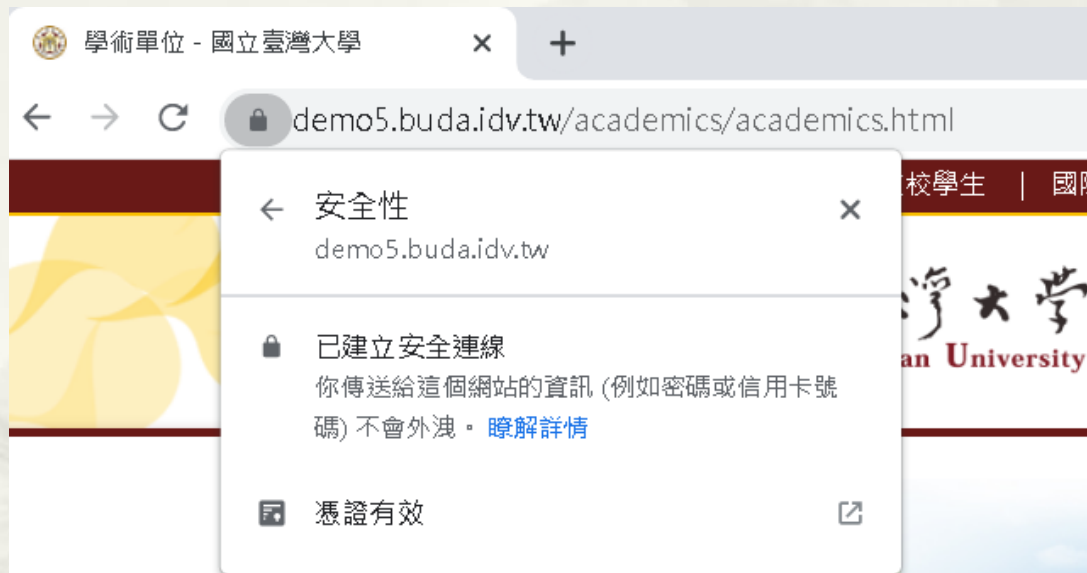 學術單位 - 國立臺灣大學
demo5.buda.idv.tw/academics/academics.html
校學生 |
安全性
demo5.buda.idv.tw
灣大學
an University
已建立安全連線
你傳送給這個網站的資訊 (例如密碼或信用卡號
碼) 不會外洩。 瞭解詳情
憑證有效